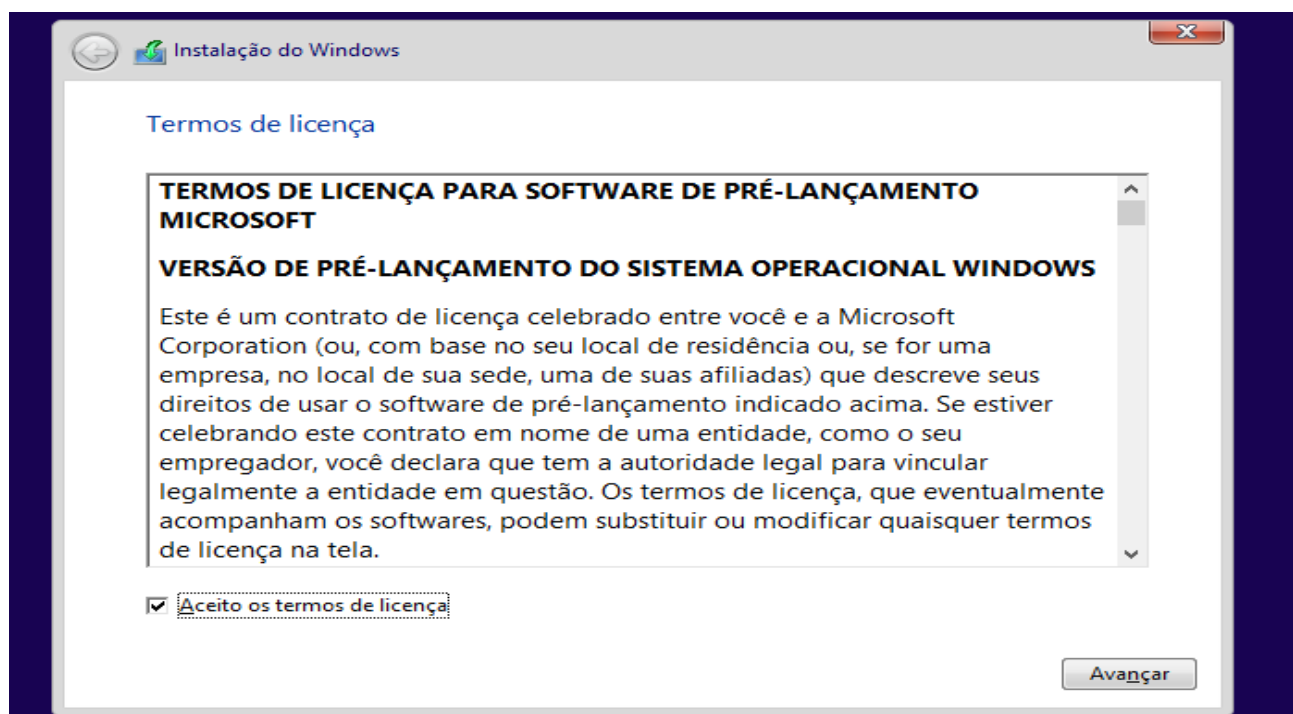 Instalação do Windows
Termos de licença
TERMOS DE LICENÇA PARA SOFTWARE DE PRÉ-LANÇAMENTO
MICROSOFT
VERSÃO DE PRÉ-LANÇAMENTO DO SISTEMA OPERACIONAL WINDOWS
Este é um contrato de licença celebrado entre você e a Microsoft
Corporation (ou, com base no seu local de residência ou, se for uma
empresa, no local de sua sede, uma de suas afiliadas) que descreve seus
direitos de usar o software de pré-lançamento indicado acima. Se estiver
celebrando este contrato em nome de uma entidade, como o seu
empregador, você declara que tem a autoridade legal para vincular
legalmente a entidade em questão. Os termos de licença, que eventualmente
acompanham os softwares, podem substituir ou modificar quaisquer termos
de licença na tela.
Aceito os termos de licença
Avançar